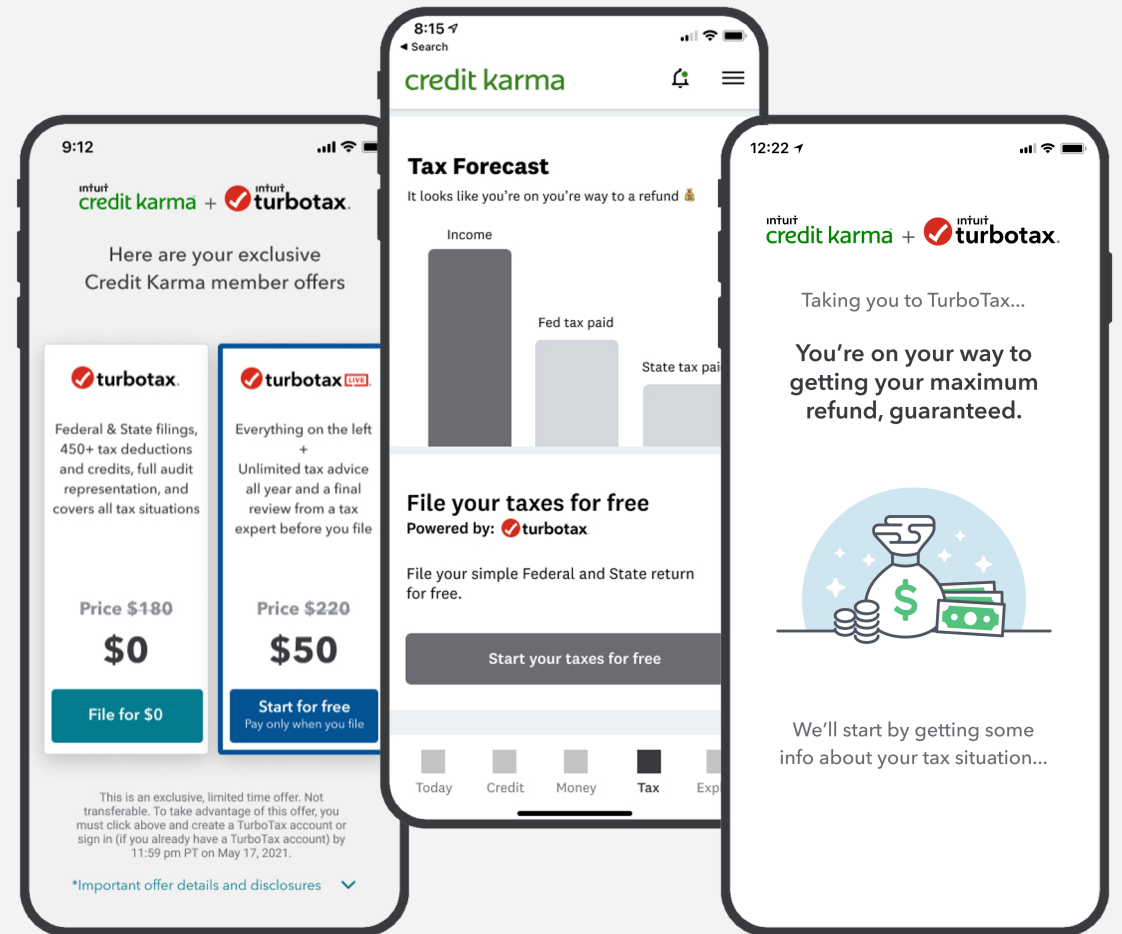 9:12
intuit
credit karma + intuit
turbotax.
Here are your exclusive
Credit Karma member offers
turbotax.
Federal & State filings,
450+ tax deductions
and credits, full audit
representation, and
covers all tax situations
Price $180
$0
File for $0
turbotax LIVE.
Everything on the left
+
Unlimited tax advice
all year and a final
review from a tax
expert before you file
Price $220
$50
Start for free
Pay only when you file
This is an exclusive, limited time offer. Not
transferable. To take advantage of this offer, you
must click above and create a TurboTax account or
sign in (if you already have a TurboTax account) by
11:59 pm PT on May 17, 2021.
*Important offer details and disclosures
8:15
Search
credit karma
Tax Forecast
It looks like you're on you're way to a refund 💰
Income
Fed tax paid
State tax pai
File your taxes for free
Powered by: turbotax
File your simple Federal and State return
for free.
Start your taxes for free
Today
Credit
Money
Tax
Expl
12:22
intuit
credit karma + intuit
turbotax.
Taking you to TurboTax...
You're on your way to
getting your maximum
refund, guaranteed.
$
We'll start by getting some
info about your tax situation...